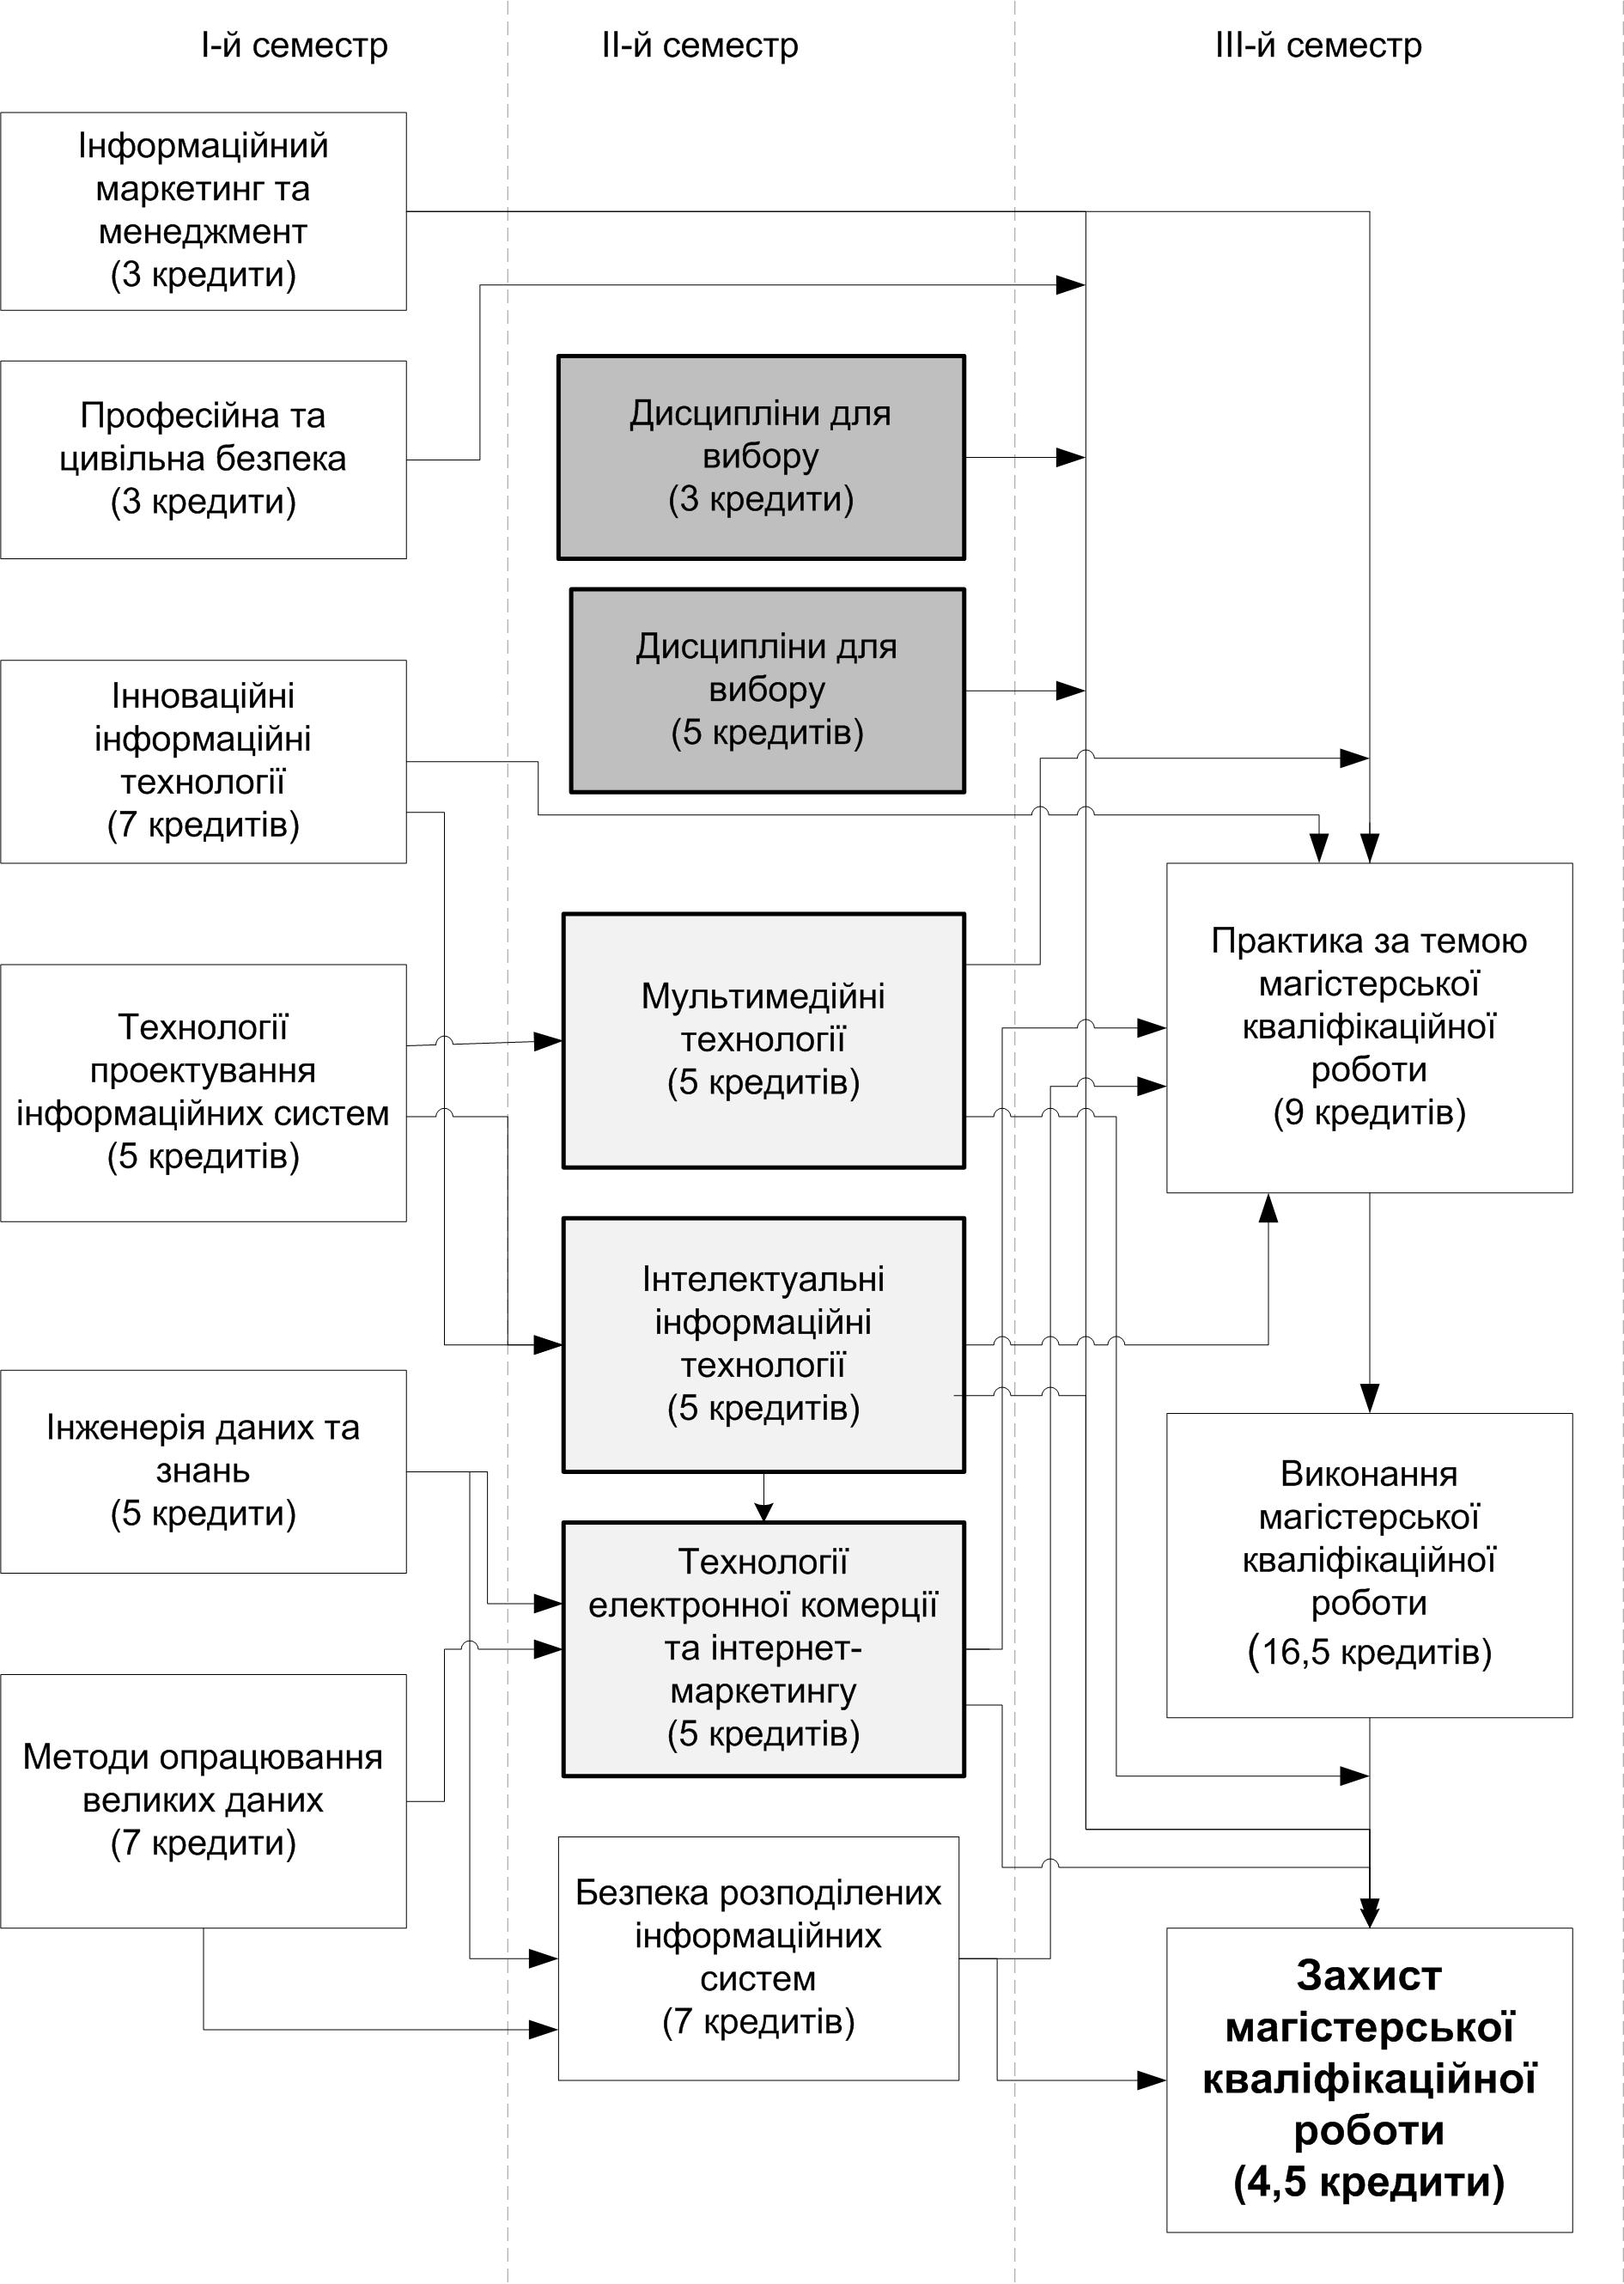 І-й семестр
ІІ-й семестр
ІІІ-й семестр
Інформаційний
маркетинг та
менеджмент
(3 кредити)
Професійна та
цивільна безпека
(3 кредити)
Інноваційні
інформаційні
технології
(7 кредитів)
Технології
проектування
інформаційних систем
(5 кредитів)
Інженерія даних та
знань
(5 кредити)
Методи опрацювання
великих даних
(7 кредити)
Дисципліни для
вибору
(3 кредити)
Дисципліни для
вибору
(5 кредитів)
Мультимедійні
технології
(5 кредитів)
Інтелектуальні
інформаційні
технології
(5 кредитів)
Технології
електронної комерції
та інтернет-
маркетингу
(5 кредитів)
Безпека розподілених
інформаційних
систем
(7 кредитів)
Практика за темою
магістерської
кваліфікаційної
роботи
(9 кредитів)
Виконання
магістерської
кваліфікаційної
роботи
(16,5 кредитів)
Захист
магістерської
кваліфікаційної
роботи
(4,5 кредити)